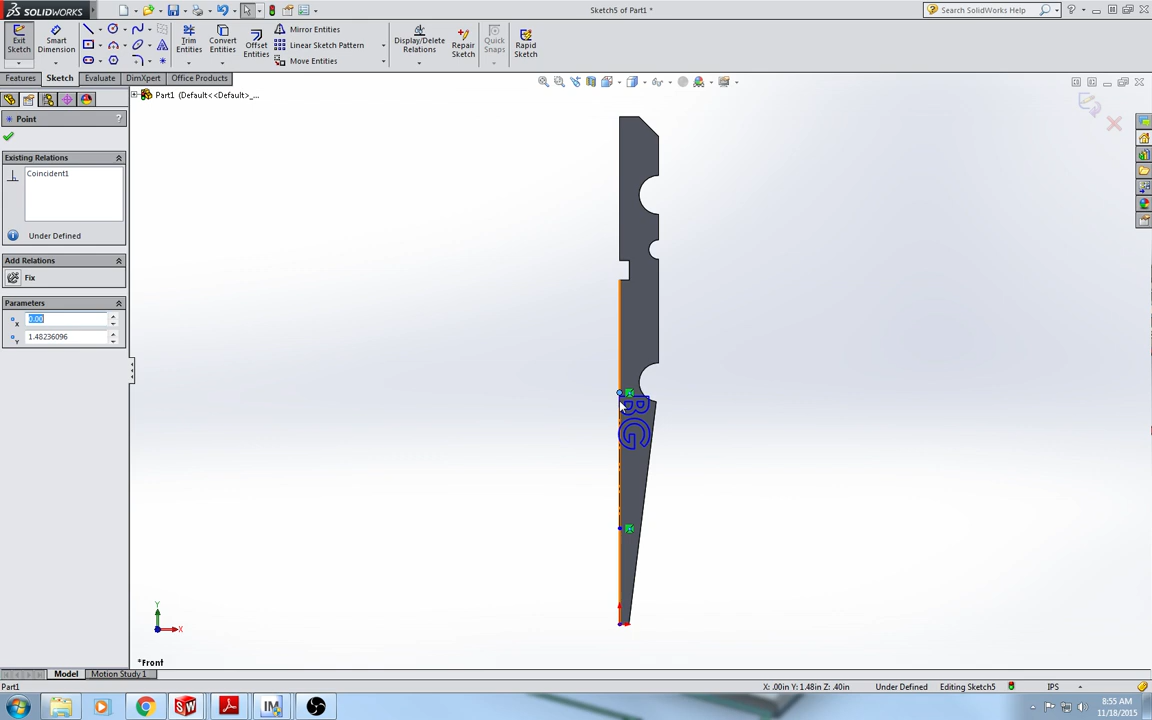 SOLIDWORKS
Sketch5 of Part1 *
Search SolidWorks Help
Exit Sketch
Smart Dimension
Trim Entities
Convert Entities
Offset Entities
Mirror Entities
Linear Sketch Pattern
Move Entities
Display/Delete Relations
Repair Sketch
Quick Snaps
Rapid Sketch
Features
Sketch
Evaluate
DimXpert
Office Products
Part1 (Default<<Default>_...
Point
?
Existing Relations
Coincident1
Under Defined
Add Relations
Fix
Parameters
0.00
1.48236096
BG
Y
X
*Front
Model
Motion Study 1
Part1
X: .00in Y: 1.48in Z: .40in
Under Defined
Editing Sketch5
IPS
8:55 AM
11/18/2015